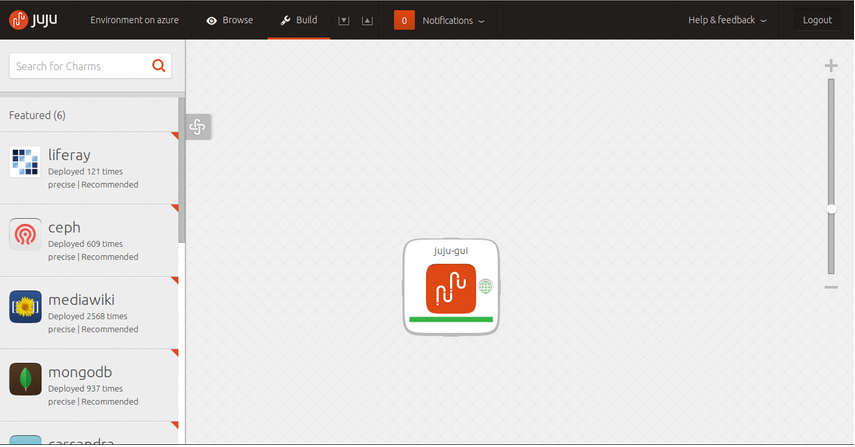 juju
Environment on azure
Browse
Build
0
Notifications
Help & feedback
Logout
Search for Charms
Featured (6)
liferay
Deployed 121 times
precise | Recommended
ceph
Deployed 609 times
precise | Recommended
mediawiki
Deployed 2568 times
precise | Recommended
mongodb
Deployed 937 times
precise | Recommended
cassandra
juju-gui